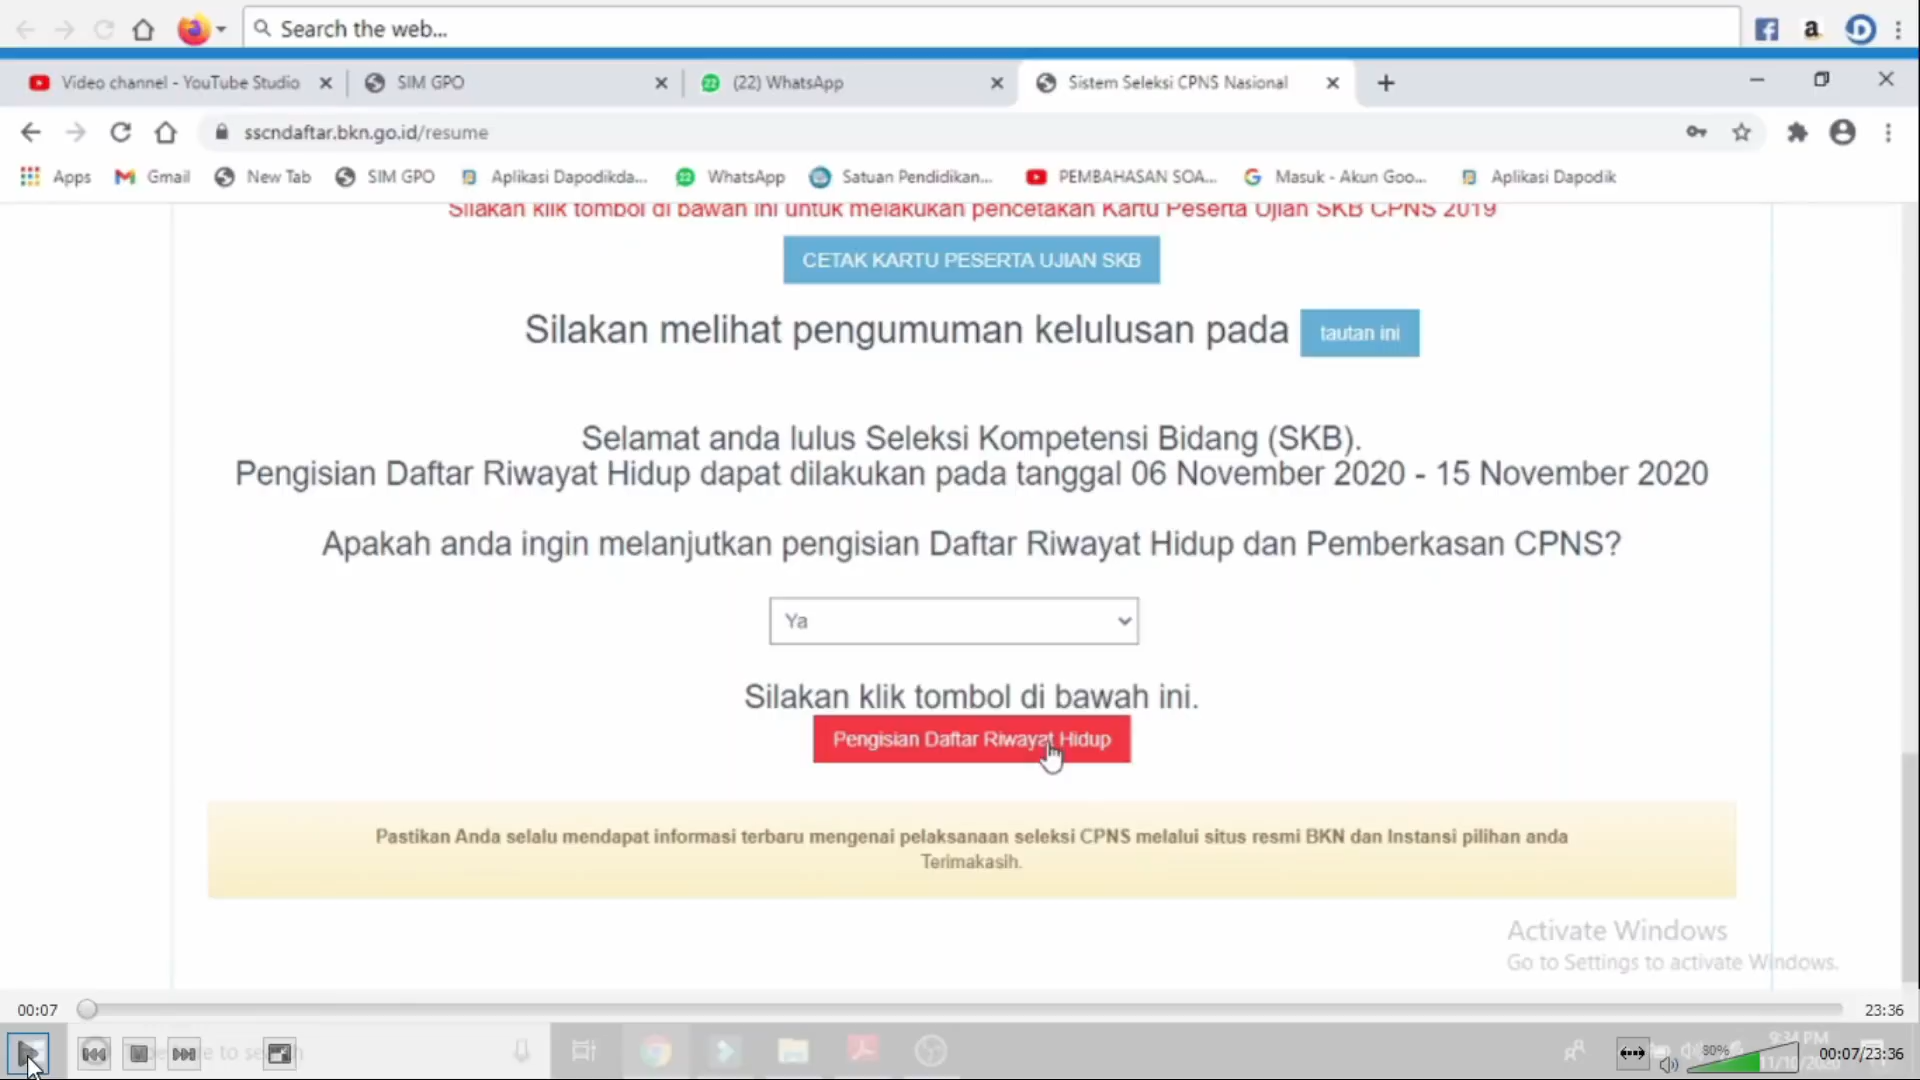 Search the web...
Video channel - YouTube Studio
SIM GPO
(22) WhatsApp
Sistem Seleksi CPNS Nasional
sscndaftar.bkn.go.id/resume
Apps
Gmail
New Tab
SIM GPO
Aplikasi Dapodikda...
WhatsApp
Satuan Pendidikan...
PEMBAHASAN SOA...
Masuk - Akun Goo...
Aplikasi Dapodik
Silakan klik tombol di bawah ini untuk melakukan pencetakan Kartu Peserta Ujian SKB CPNS 2019
CETAK KARTU PESERTA UJIAN SKB
Silakan melihat pengumuman kelulusan pada tautan ini
Selamat anda lulus Seleksi Kompetensi Bidang (SKB).
Pengisian Daftar Riwayat Hidup dapat dilakukan pada tanggal 06 November 2020 - 15 November 2020
Apakah anda ingin melanjutkan pengisian Daftar Riwayat Hidup dan Pemberkasan CPNS?
Ya
Silakan klik tombol di bawah ini.
Pengisian Daftar Riwayat Hidup
Pastikan Anda selalu mendapat informasi terbaru mengenai pelaksanaan seleksi CPNS melalui situs resmi BKN dan Instansi pilihan anda
Terimakasih.
Activate Windows
Go to Settings to activate Windows.
00:07
23:36
80%
9:34 PM
00:07/23:36